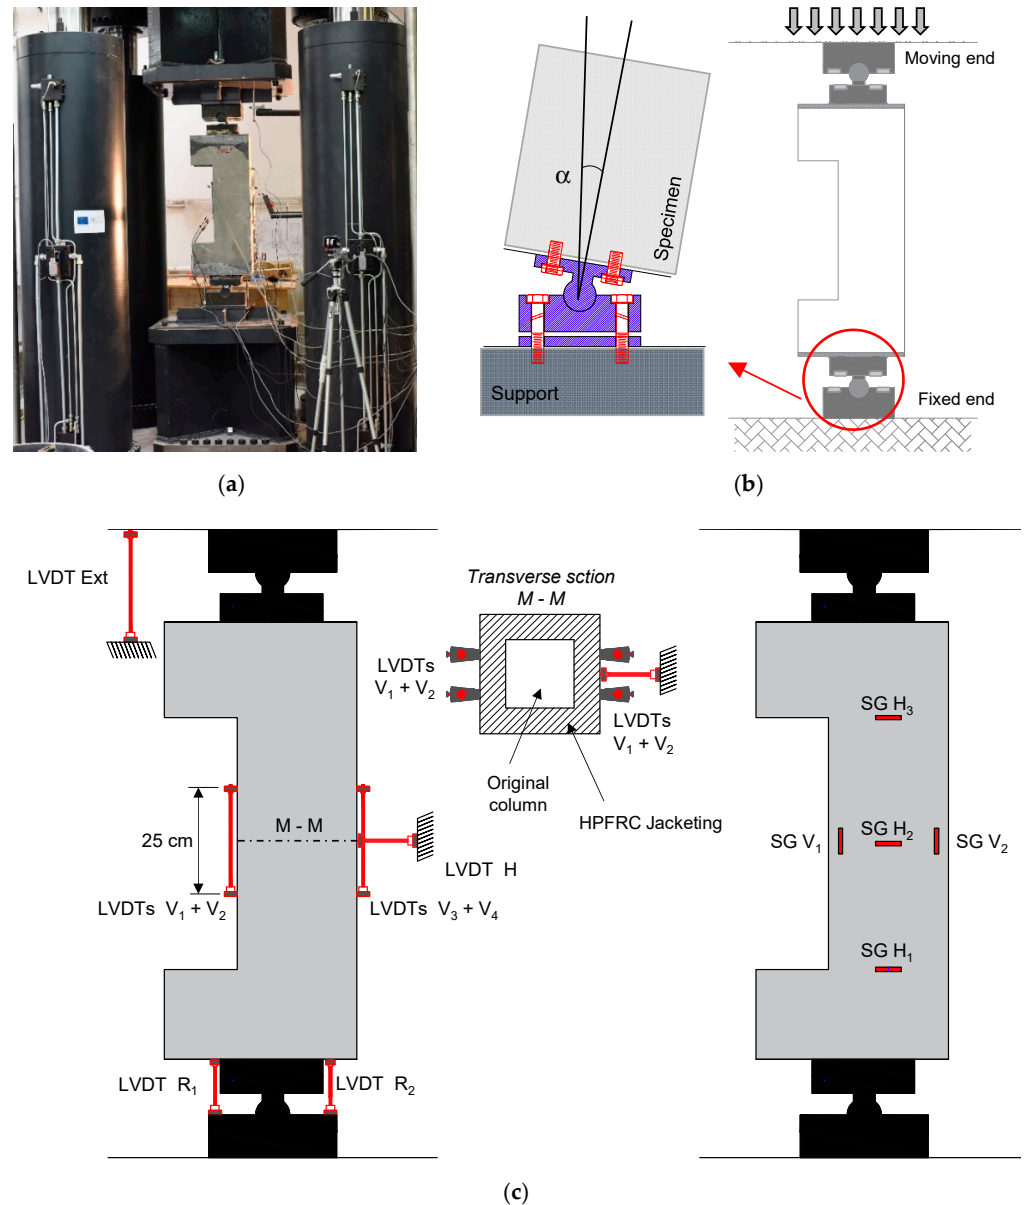 Moving end
α
Specimen
Support
Fixed end
(a)
(b)
LVDT Ext
Transverse sction
M - M
LVDTs
V1 + V2
LVDTs
V1 + V2
Original
column
HPFRC Jacketing
M - M
25 cm
LVDT H
LVDTs V1 + V2
LVDTs V3 + V4
LVDT R1
LVDT R2
SG H3
SG V1
SG H2
SG V2
SG H1
(c)